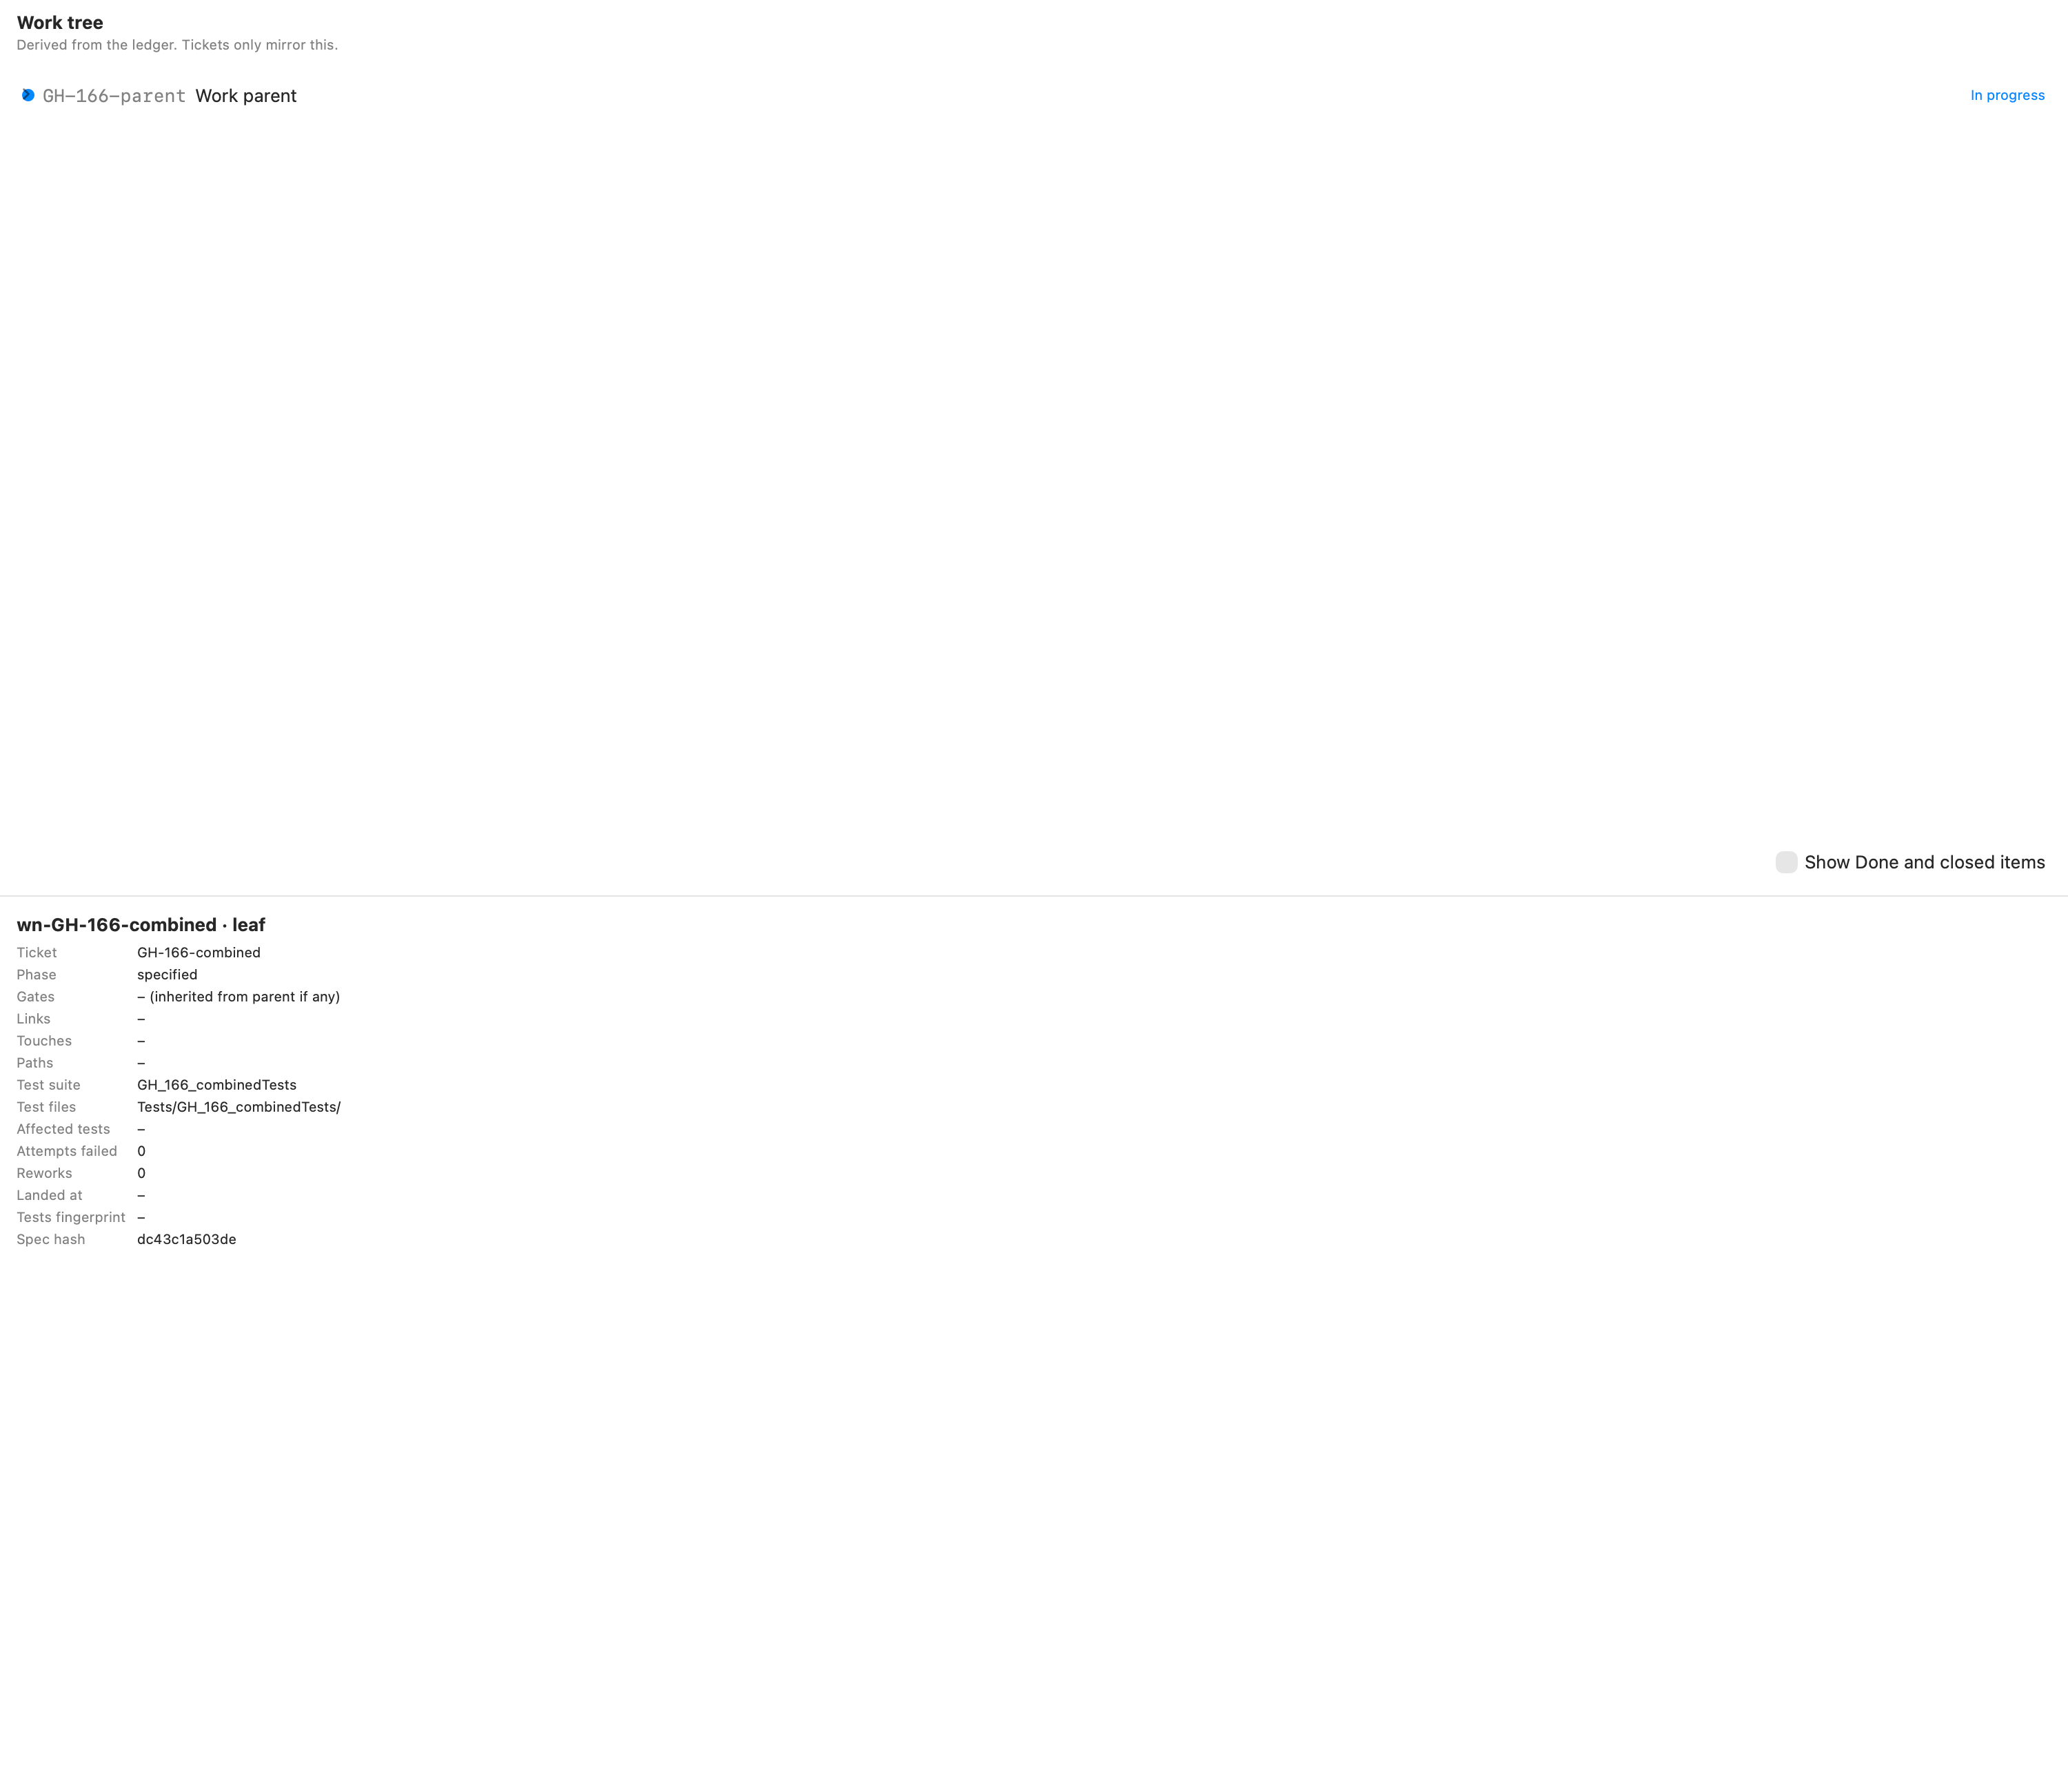 Work tree
Derived from the ledger. Tickets only mirror this.
GH-166-parent Work parent In progress
Show Done and closed items
wn-GH-166-combined · leaf
Ticket GH-166-combined
Phase specified
Gates – (inherited from parent if any)
Links –
Touches –
Paths –
Test suite GH_166_combinedTests
Test files Tests/GH_166_combinedTests/
Affected tests –
Attempts failed 0
Reworks 0
Landed at –
Tests fingerprint –
Spec hash dc43c1a503de